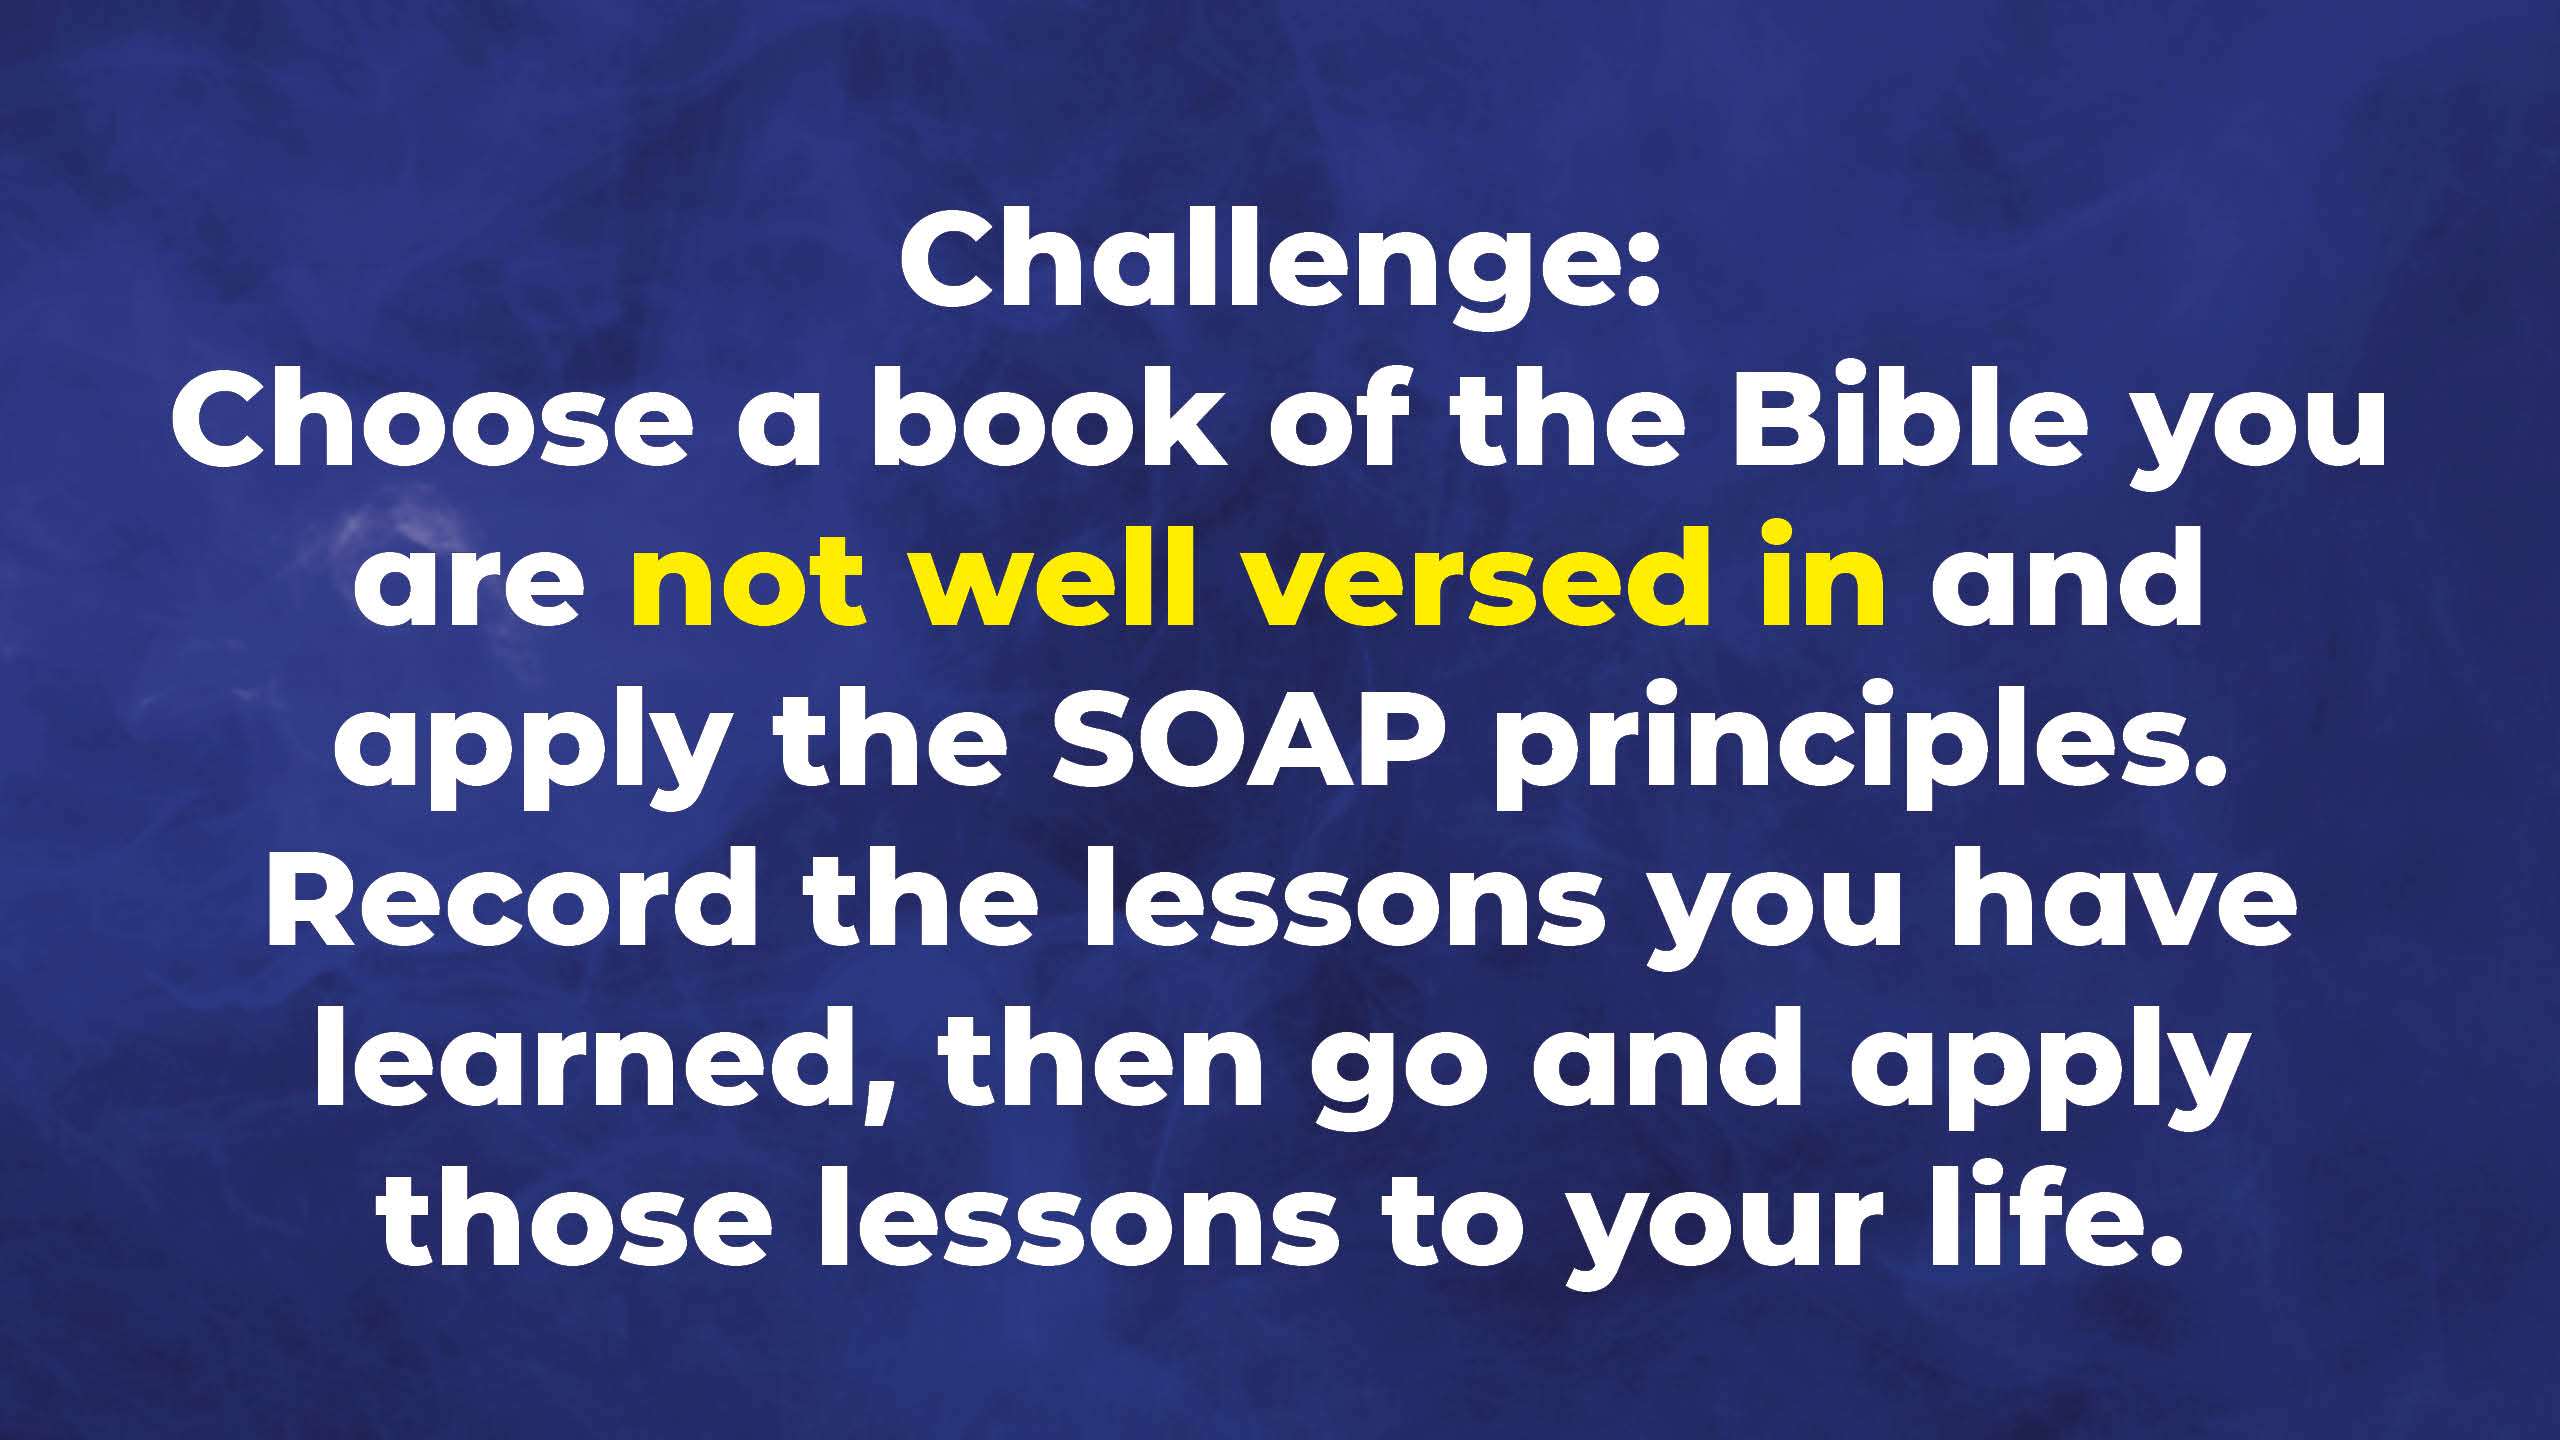 Challenge:
Choose a book of the Bible you
are not well versed in and
apply the SOAP principles.
Record the lessons you have
learned, then go and apply
those lessons to your life.